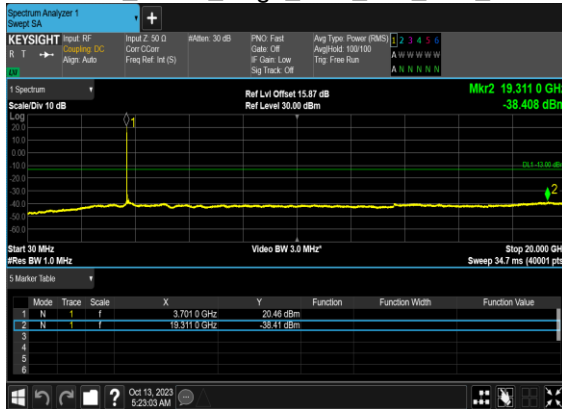 Spectrum Analyzer 1
Swept SA
+
KEYSIGHT Input: RF Input Z: 50 Ω #Atten: 30 dB PNO: Fast Avg Type: Power (RMS) 1 2 3 4 5 6
R T Coupling: DC Corr CCorr Gate: Off Avg|Hold: 100/100 A W W W W W
Align: Auto Freq Ref: Int (S) IF Gain: Low Trig: Free Run
Sig Track: Off A N N N N N
LXI
1 Spectrum Ref Lvl Offset 15.87 dB Mkr2 19.311 0 GHz
Scale/Div 10 dB Ref Level 30.00 dBm -38.408 dBm
Log
20.0
10.0
0.00
-10.0
DL1 -13.00 dBm
-20.0
-30.0
-40.0
-50.0
-60.0
1
2
Start 30 MHz Video BW 3.0 MHz* Stop 20.000 GHz
#Res BW 1.0 MHz Sweep 34.7 ms (40001 pts)
5 Marker Table
Mode Trace Scale X Y Function Function Width Function Value
1 N 1 f 3.701 0 GHz 20.46 dBm
2 N 1 f 19.311 0 GHz -38.41 dBm
3
4
5
6
? Oct 13, 2023
5:23:03 AM